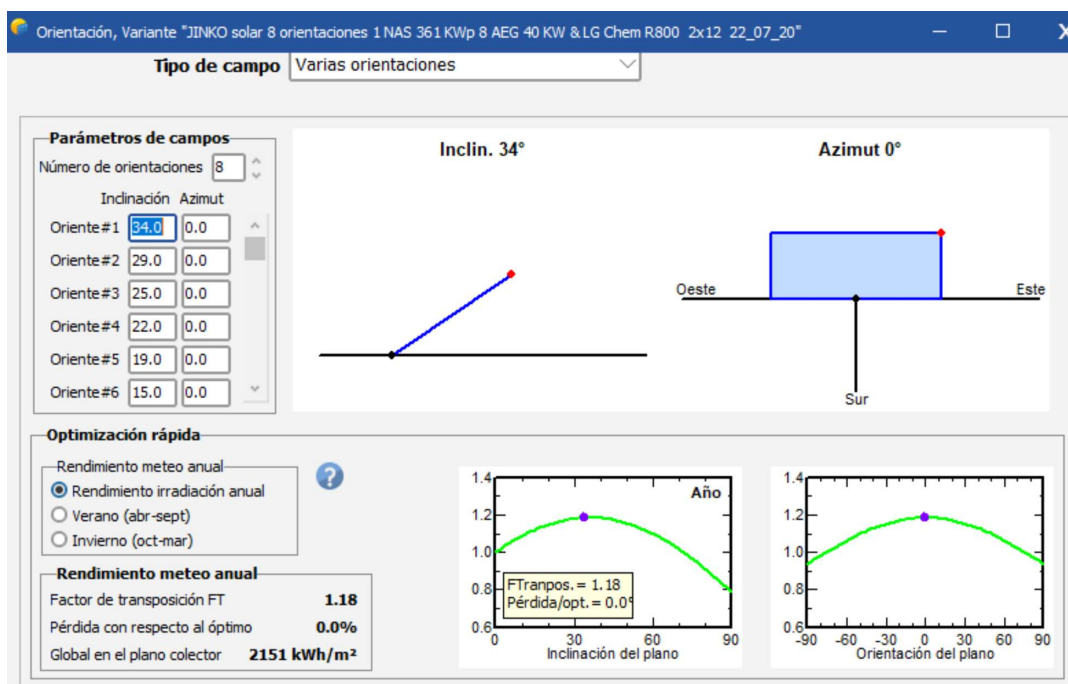 Orientación, Variante "JINKO solar 8 orientaciones 1 NAS 361 KWp 8 AEG 40 KW & LG Chem R800 2x12 22_07_20"
Tipo de campo Varias orientaciones
Parámetros de campos
Número de orientaciones 8
Inclinación Azimut
Oriente #1 34.0 0.0
Oriente #2 29.0 0.0
Oriente #3 25.0 0.0
Oriente #4 22.0 0.0
Oriente #5 19.0 0.0
Oriente #6 15.0 0.0
Inclin. 34°
Azimut 0°
Oeste
Este
Sur
Optimización rápida
Rendimiento meteo anual
Rendimiento irradiación anual
Verano (abr-sept)
Invierno (oct-mar)
?
Rendimiento meteo anual
Factor de transposición FT 1.18
Pérdida con respecto al óptimo 0.0%
Global en el plano colector 2151 kWh/m²
Año
1.4
1.2
1.0
0.8
0.6
FTranpos. = 1.18
Pérdida/opt. = 0.0
0 30 60 90
Inclinación del plano
1.4
1.2
1.0
0.8
0.6
-90 -60 -30 0 30 60 90
Orientación del plano